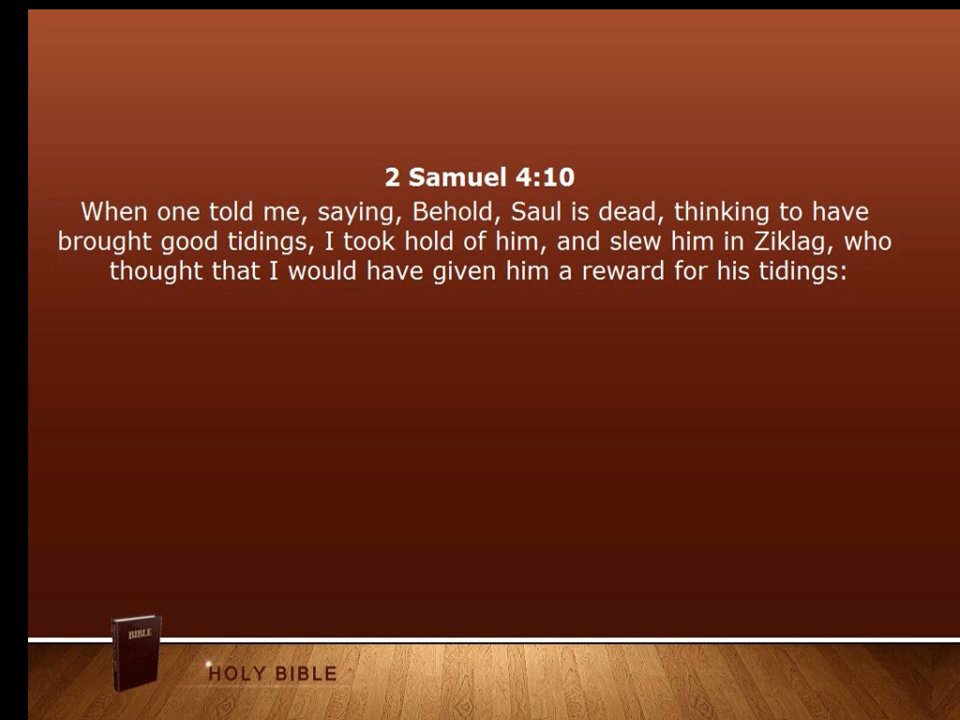 2 Samuel 4:10
When one told me, saying, Behold, Saul is dead, thinking to have
brought good tidings, I took hold of him, and slew him in Ziklag, who
thought that I would have given him a reward for his tidings:
BIBLE
HOLY BIBLE